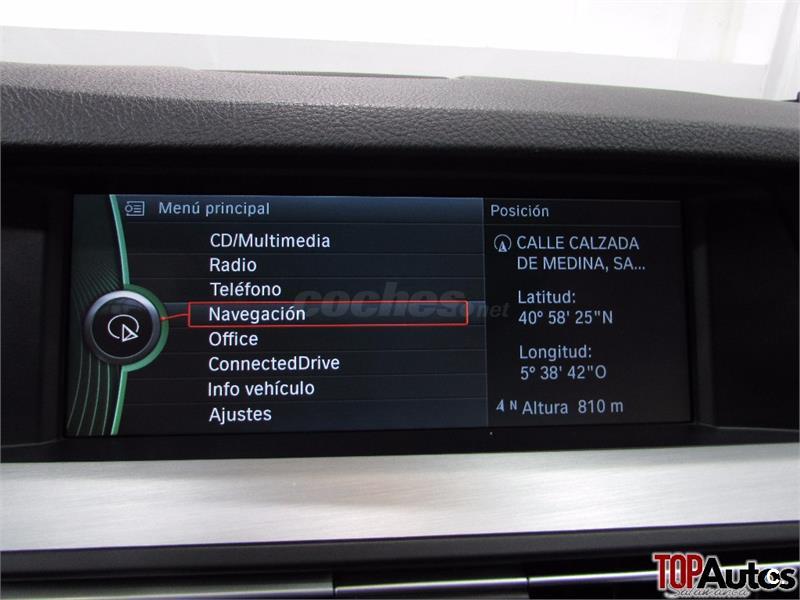 Menú principal
CD/Multimedia
Radio
Teléfono
Navegación
Office
ConnectedDrive
Info vehículo
Ajustes
Posición
CALLE CALZADA
DE MEDINA, SA...
Latitud:
40° 58' 25"N
Longitud:
5° 38' 42"O
N Altura 810 m
coches.net
TOPAutos
Salamanca